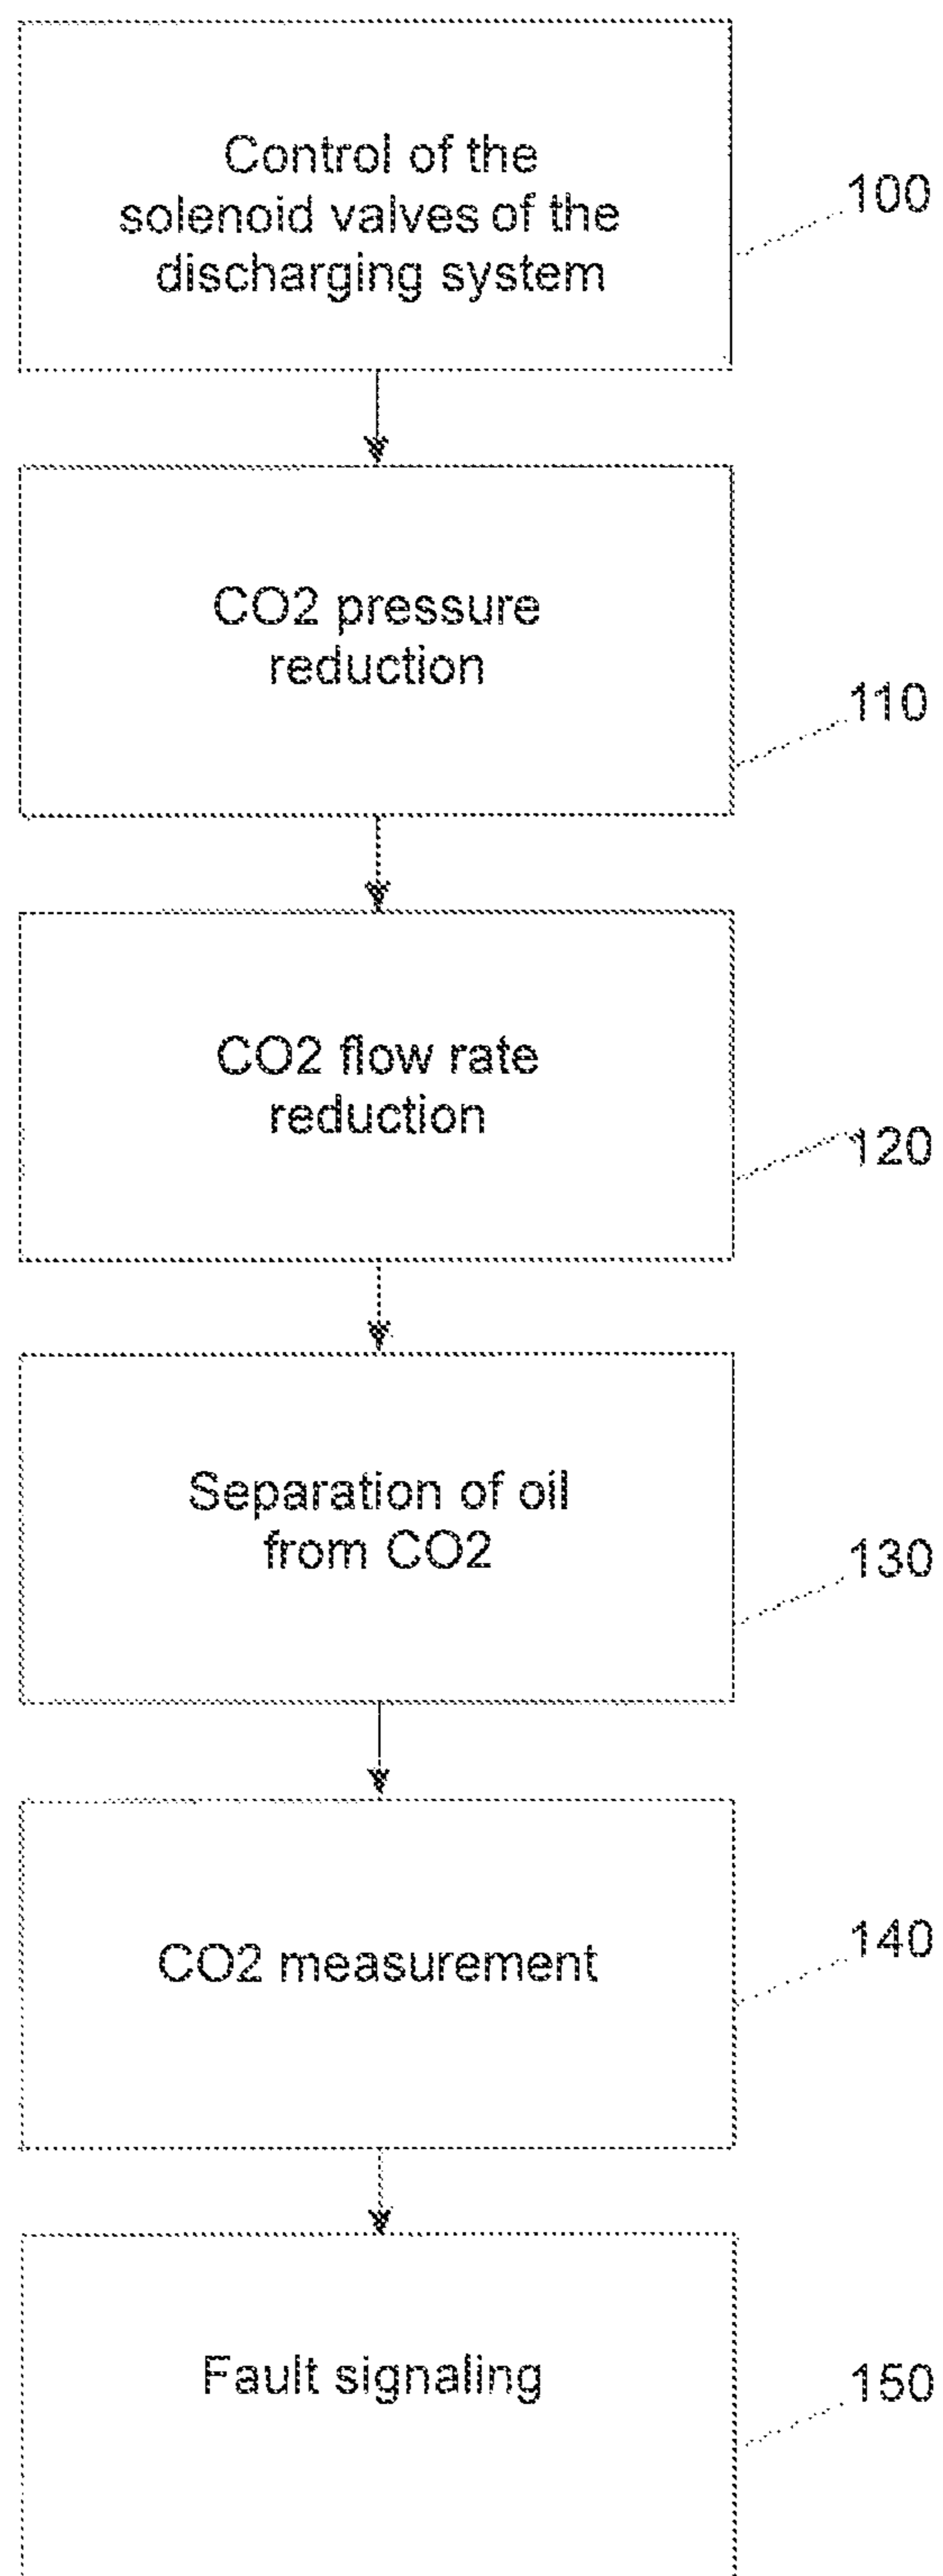 Control of the
solenoid valves of the
discharging system
100
CO2 pressure
reduction
110
CO2 flow rate
reduction
120
Separation of oil
from CO2
130
CO2 measurement
140
Fault signaling
150